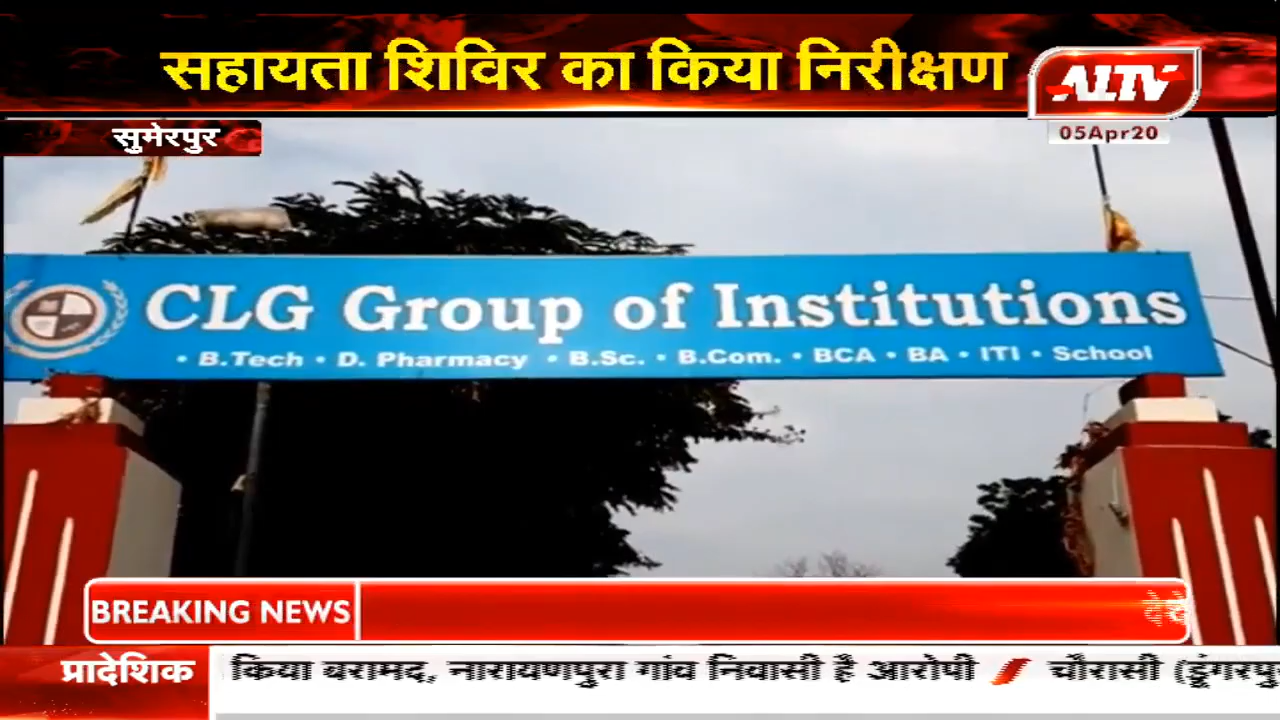 सहायता शिविर का किया निरीक्षण
ALTV
05Apr20
सुमेरपुर
CLG Group of Institutions
• B.Tech • D. Pharmacy • B.Sc. • B.Com. • BCA • BA • ITI • School
BREAKING NEWS
प्रादेशिक किया बरामद, नारायणपुरा गांव निवासी है आरोपी चौरासी (डूंगरपु